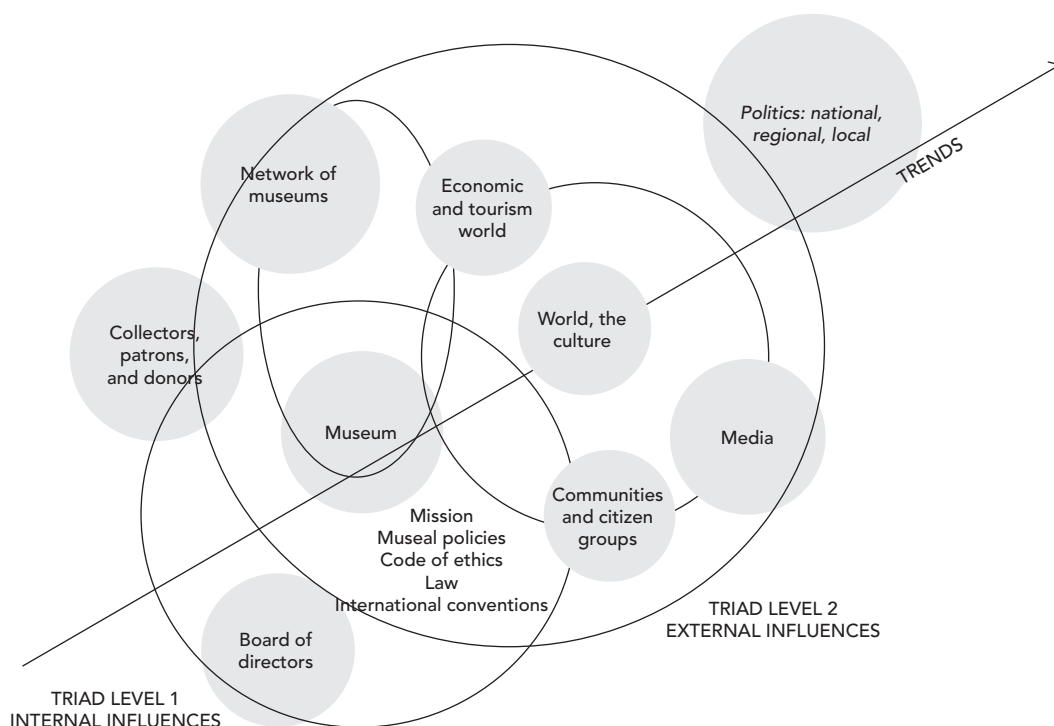 Politics: national,
regional, local
TRENDS
Network of
museums
Economic
and tourism
world
World, the
culture
Collectors,
patrons,
and donors
Museum
Media
Communities
and citizen
groups
Mission
Museal policies
Code of ethics
Law
International conventions
Board of
directors
TRIAD LEVEL 2
EXTERNAL INFLUENCES
TRIAD LEVEL 1
INTERNAL INFLUENCES